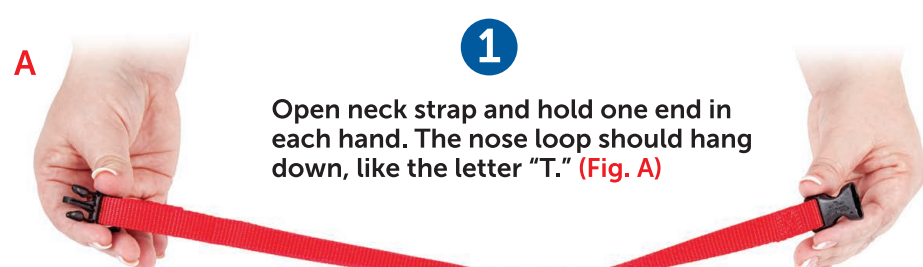 A
1
Open neck strap and hold one end in
each hand. The nose loop should hang
down, like the letter “T.” (Fig. A)